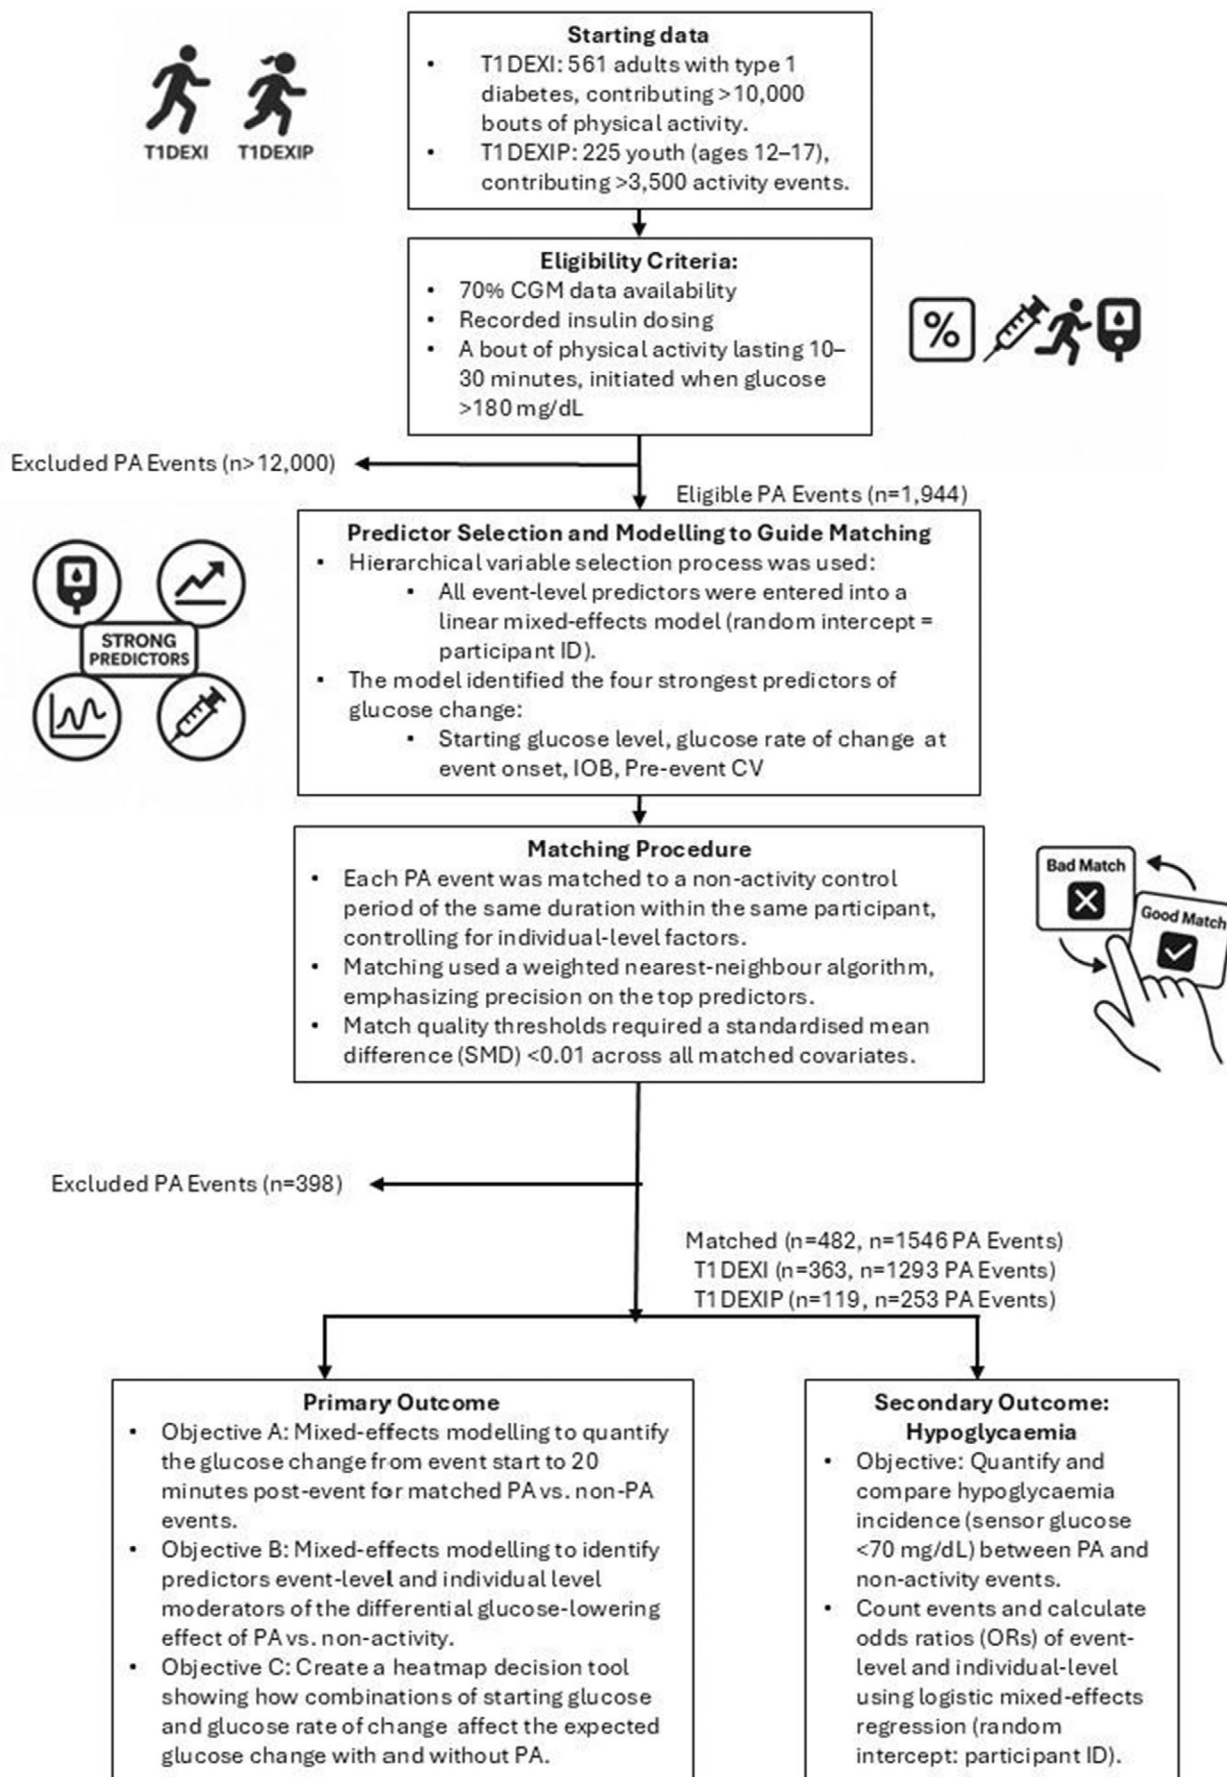 Starting data
• T1DEXI: 561 adults with type 1
diabetes, contributing >10,000
bouts of physical activity.
• T1DEXIP: 225 youth (ages 12–17),
contributing >3,500 activity events.
T1DEXI T1DEXIP
Eligibility Criteria:
• 70% CGM data availability
• Recorded insulin dosing
• A bout of physical activity lasting 10–
30 minutes, initiated when glucose
>180 mg/dL
%
Excluded PA Events (n>12,000)
Eligible PA Events (n=1,944)
Predictor Selection and Modelling to Guide Matching
• Hierarchical variable selection process was used:
• All event-level predictors were entered into a
linear mixed-effects model (random intercept =
participant ID).
• The model identified the four strongest predictors of
glucose change:
• Starting glucose level, glucose rate of change at
event onset, IOB, Pre-event CV
STRONG
PREDICTORS
Matching Procedure
• Each PA event was matched to a non-activity control
period of the same duration within the same participant,
controlling for individual-level factors.
• Matching used a weighted nearest-neighbour algorithm,
emphasizing precision on the top predictors.
• Match quality thresholds required a standardised mean
difference (SMD) <0.01 across all matched covariates.
Bad Match
Good Match
Excluded PA Events (n=398)
Matched (n=482, n=1546 PA Events)
T1DEXI (n=363, n=1293 PA Events)
T1DEXIP (n=119, n=253 PA Events)
Primary Outcome
• Objective A: Mixed-effects modelling to quantify
the glucose change from event start to 20
minutes post-event for matched PA vs. non-PA
events.
• Objective B: Mixed-effects modelling to identify
predictors event-level and individual level
moderators of the differential glucose-lowering
effect of PA vs. non-activity.
• Objective C: Create a heatmap decision tool
showing how combinations of starting glucose
and glucose rate of change affect the expected
glucose change with and without PA.
Secondary Outcome:
Hypoglycaemia
• Objective: Quantify and
compare hypoglycaemia
incidence (sensor glucose
<70 mg/dL) between PA and
non-activity events.
• Count events and calculate
odds ratios (ORs) of event-
level and individual-level
using logistic mixed-effects
regression (random
intercept: participant ID).